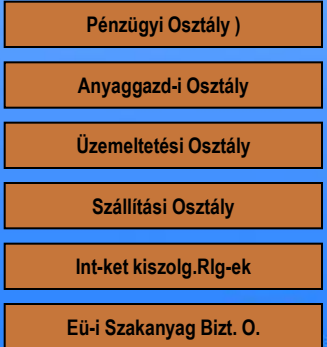 Pénzügyi Osztály )
Anyaggazd-i Osztály
Üzemeltetési Osztály
Szállítási Osztály
Int-ket kiszolg.Rlg-ek
Eü-i Szakanyag Bizt. O.